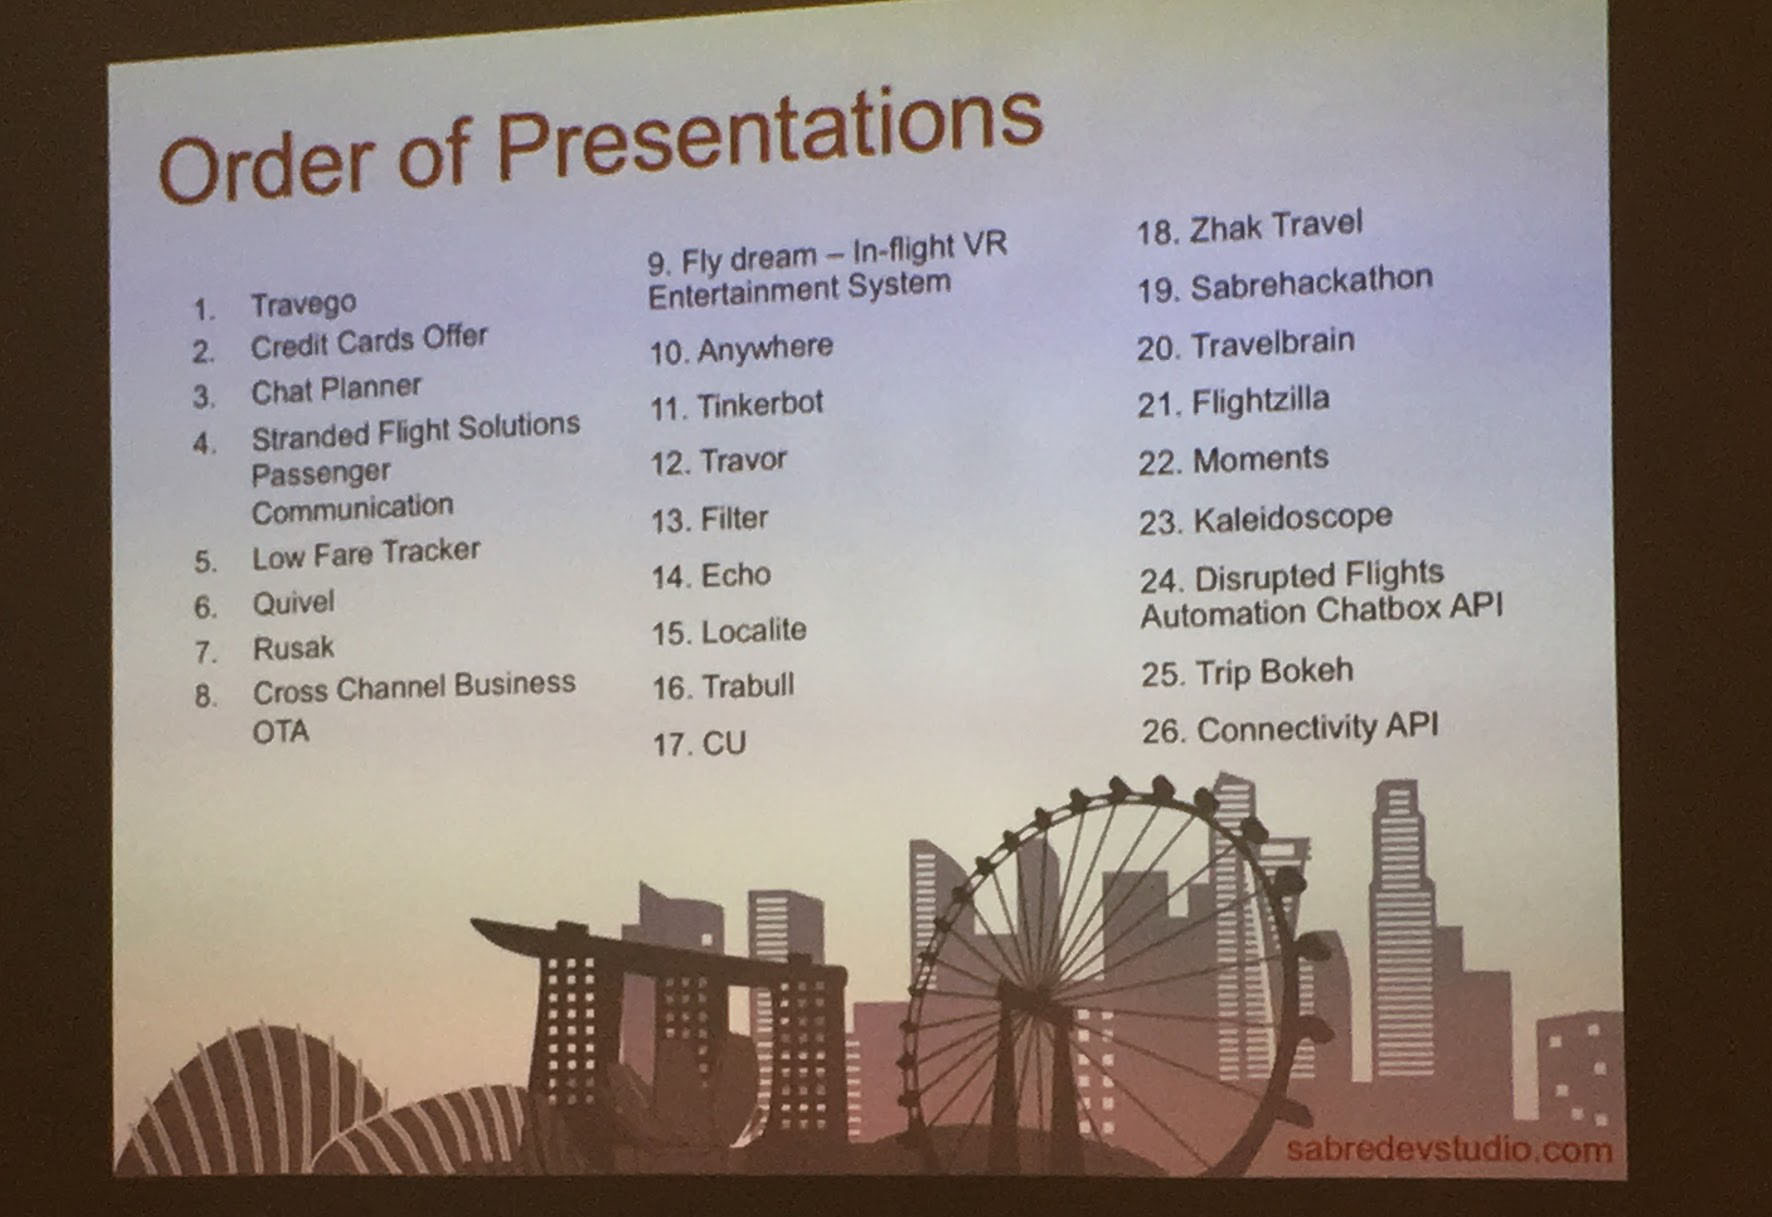 Order of Presentations
1. Travego
2. Credit Cards Offer
3. Chat Planner
4. Stranded Flight Solutions
Passenger
Communication
5. Low Fare Tracker
6. Quivel
7. Rusak
8. Cross Channel Business
OTA
9. Fly dream – In-flight VR
Entertainment System
10. Anywhere
11. Tinkerbot
12. Travor
13. Filter
14. Echo
15. Localite
16. Trabull
17. CU
18. Zhak Travel
19. Sabrehackathon
20. Travelbrain
21. Flightzilla
22. Moments
23. Kaleidoscope
24. Disrupted Flights
Automation Chatbox API
25. Trip Bokeh
26. Connectivity API
sabredevstudio.com